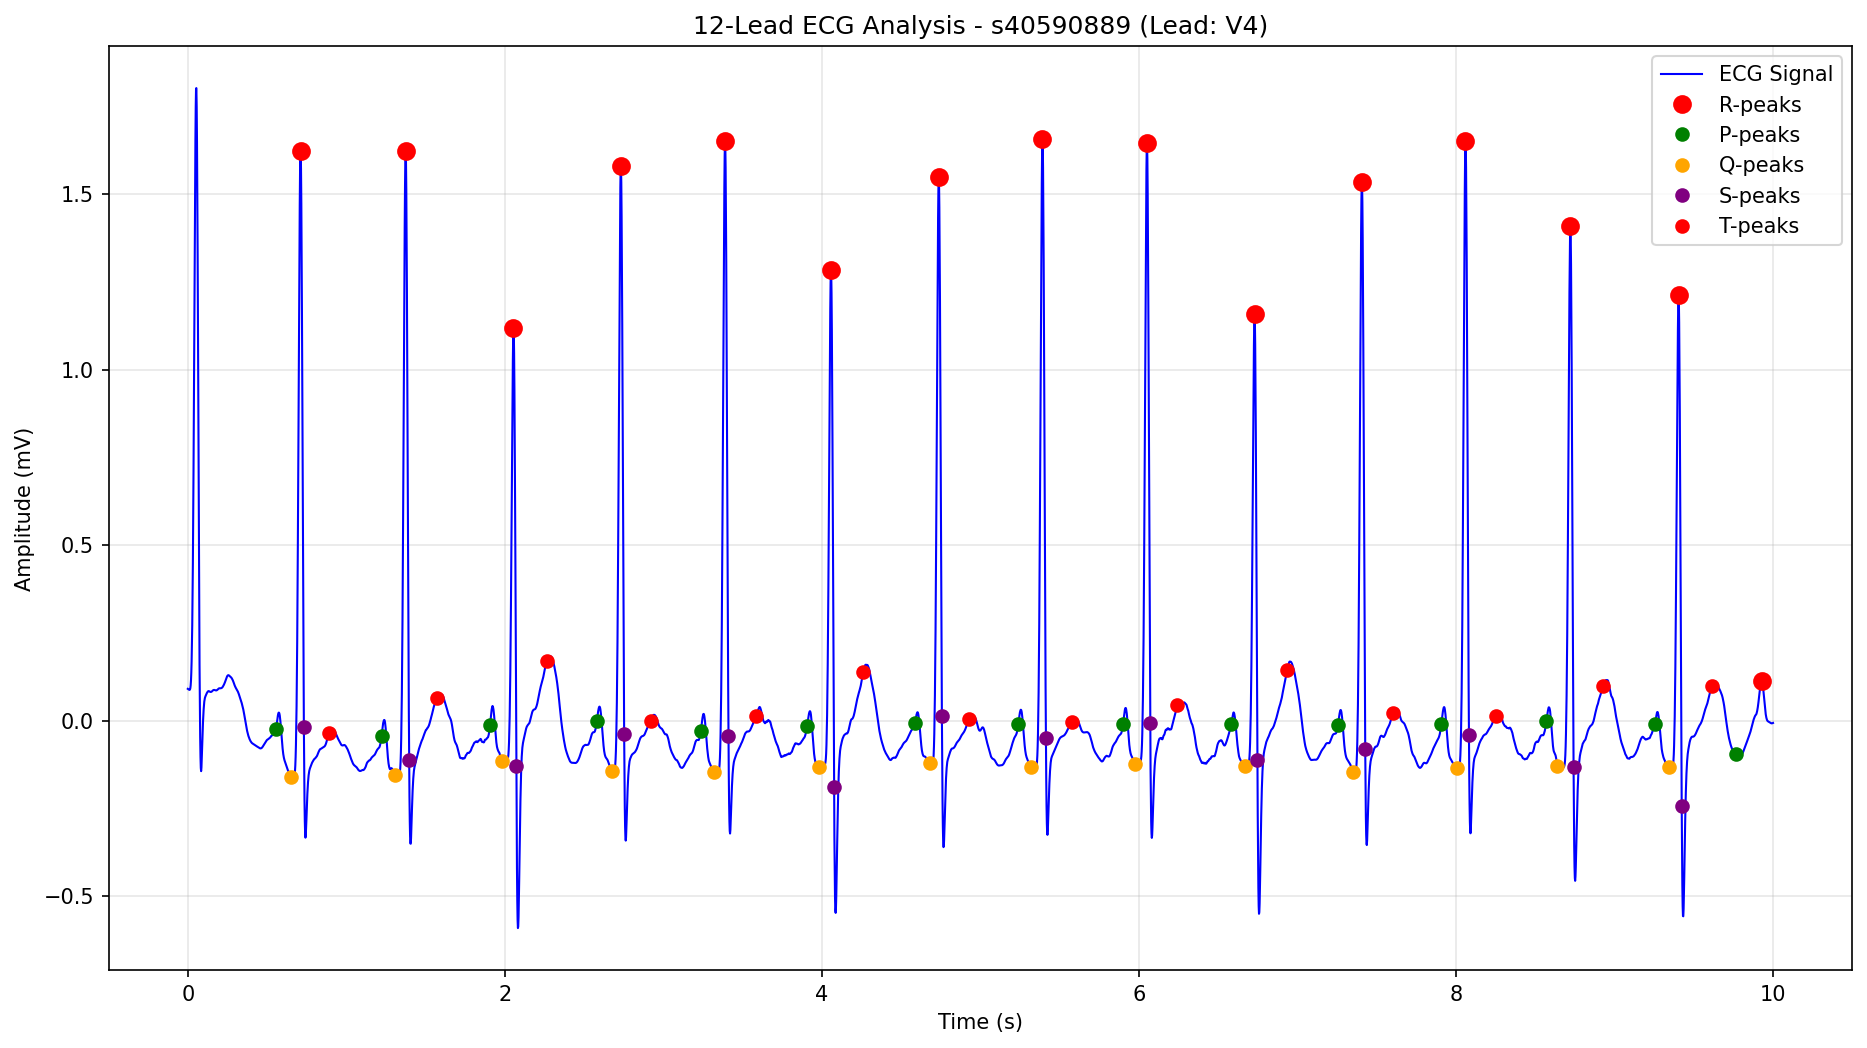 12-Lead ECG Analysis - s40590889 (Lead: V4)
ECG Signal
R-peaks
P-peaks
Q-peaks
S-peaks
T-peaks
Amplitude (mV)
1.5
1.0
0.5
0.0
−0.5
0 2 4 6 8 10
Time (s)